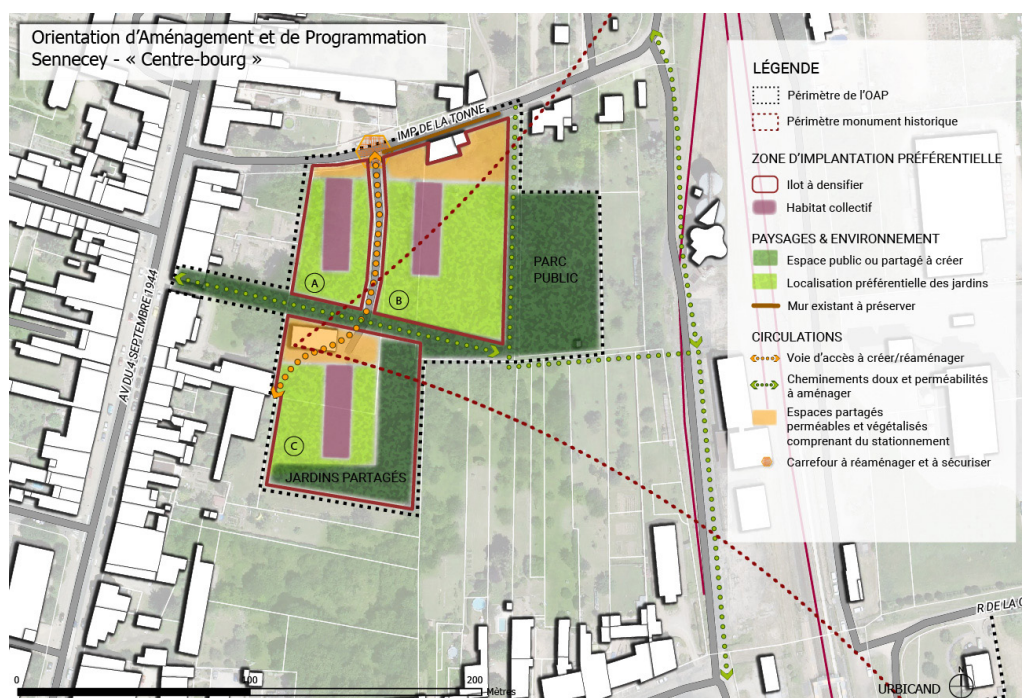 Orientation d'Aménagement et de Programmation
Sennecey - « Centre-bourg »
IMP DE LA TONNE
AV DU 4 SEPTEMBRE 1944
A
B
C
PARC
PUBLIC
JARDINS PARTAGÉS
LÉGENDE
Périmètre de l'OAP
Périmètre monument historique
ZONE D'IMPLANTATION PRÉFÉRENTIELLE
Ilot à densifier
Habitat collectif
PAYSAGES & ENVIRONNEMENT
Espace public ou partagé à créer
Localisation préférentielle des jardins
Mur existant à préserver
CIRCULATIONS
Voie d'accès à créer/réaménager
Cheminements doux et perméabilités
à aménager
Espaces partagés
perméables et végétalisés
comprenant du stationnement
Carrefour à réaménager et à sécuriser
R DE LA
0
100
200
Mètres
URBICAND
N